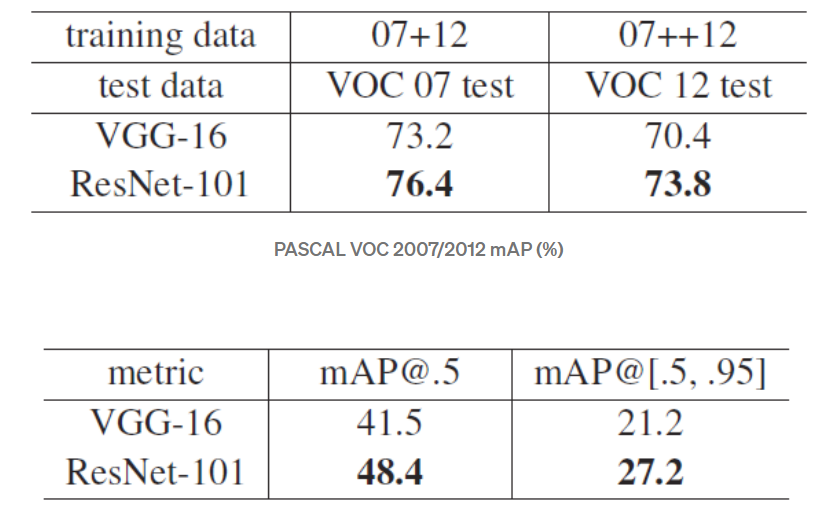 training data 07+12 07++12
test data VOC 07 test VOC 12 test
VGG-16 73.2 70.4
ResNet-101 76.4 73.8
PASCAL VOC 2007/2012 mAP (%)
metric mAP@.5 mAP@[.5, .95]
VGG-16 41.5 21.2
ResNet-101 48.4 27.2